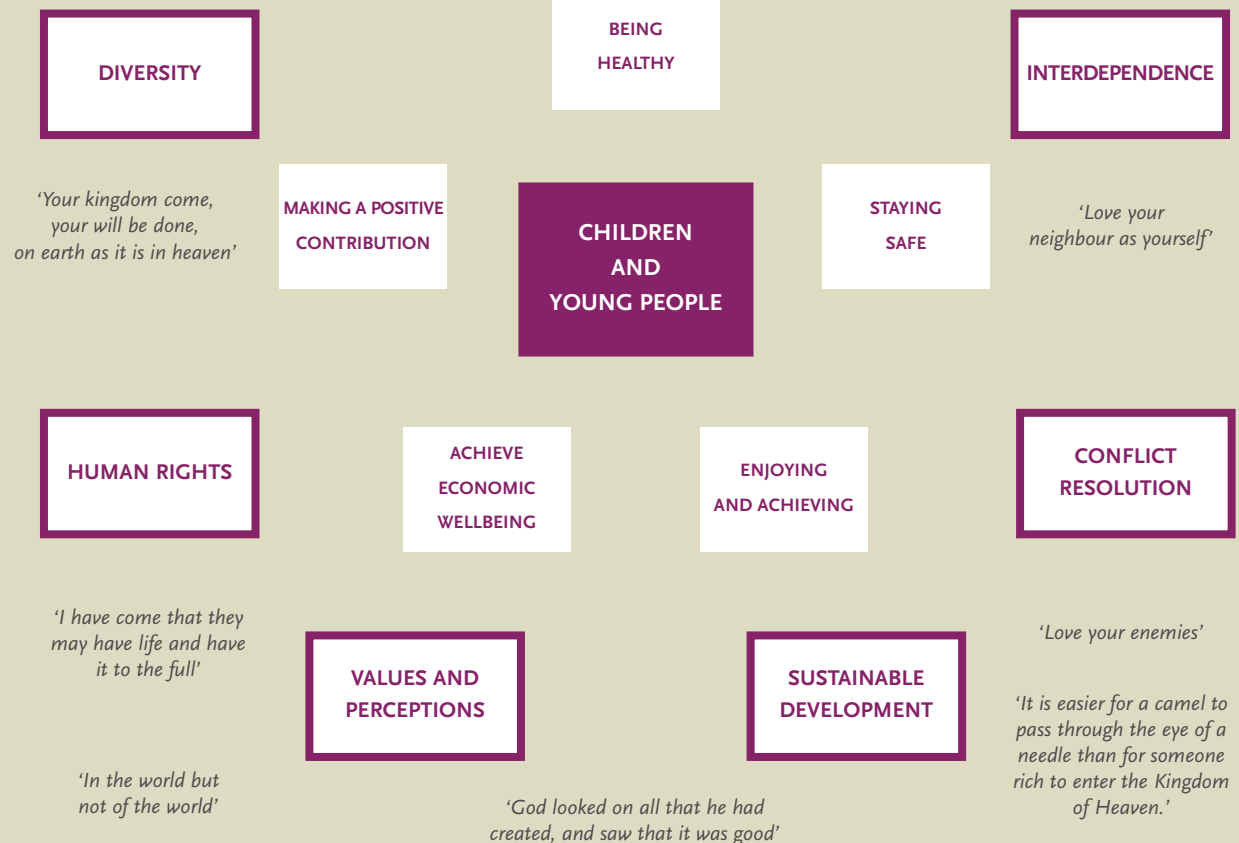 BEING
HEALTHY
DIVERSITY
INTERDEPENDENCE
‘Your kingdom come,
your will be done,
on earth as it is in heaven’
MAKING A POSITIVE
CONTRIBUTION
CHILDREN
AND
YOUNG PEOPLE
STAYING
SAFE
‘Love your
neighbour as yourself’
HUMAN RIGHTS
ACHIEVE
ECONOMIC
WELLBEING
ENJOYING
AND ACHIEVING
CONFLICT
RESOLUTION
‘I have come that they
may have life and have
it to the full’
VALUES AND
PERCEPTIONS
SUSTAINABLE
DEVELOPMENT
‘Love your enemies’
‘It is easier for a camel to
pass through the eye of a
needle than for someone
rich to enter the Kingdom
of Heaven.’
‘In the world but
not of the world’
‘God looked on all that he had
created, and saw that it was good’